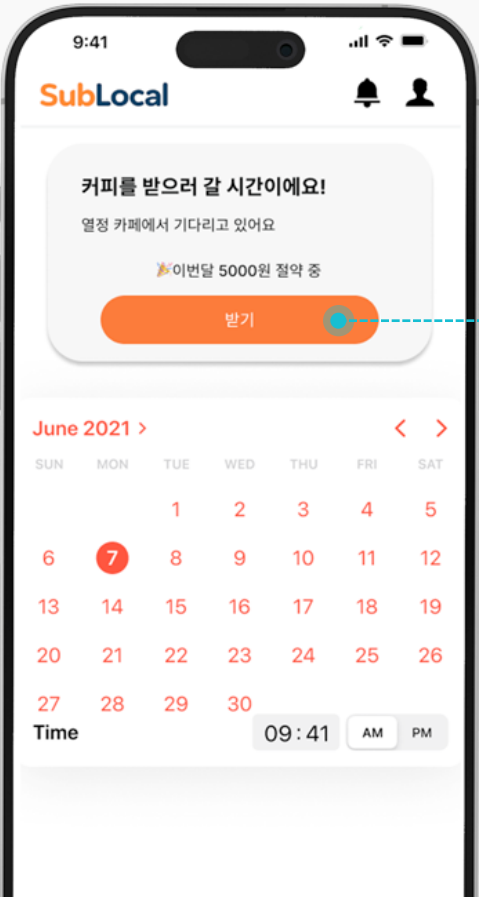 9:41
SubLocal
커피를 받으러 갈 시간이에요!
열정 카페에서 기다리고 있어요
🎉이번달 5000원 절약 중
받기
June 2021 >
SUN MON TUE WED THU FRI SAT
1 2 3 4 5
6 7 8 9 10 11 12
13 14 15 16 17 18 19
20 21 22 23 24 25 26
27 28 29 30
Time 09:41 AM PM